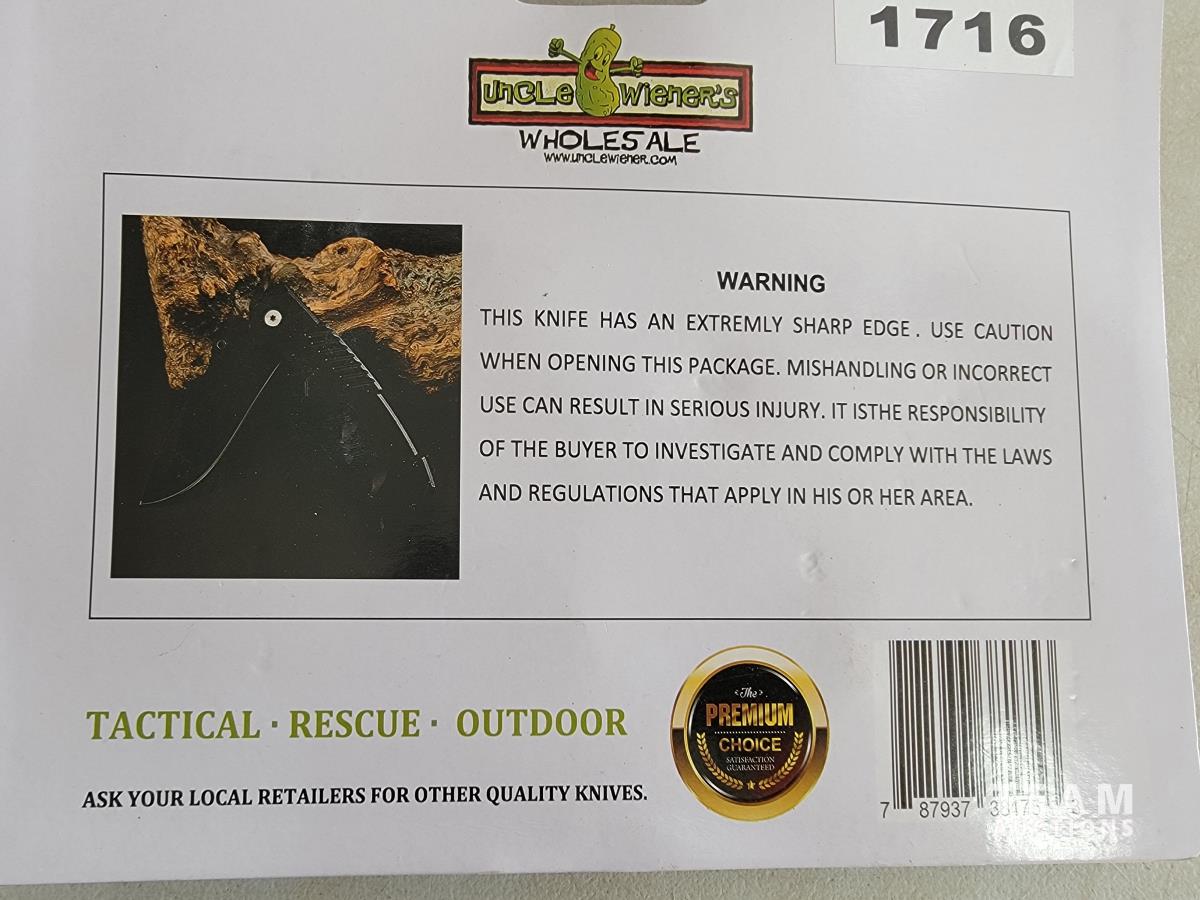 1716
UNCLE WIENER'S
WHOLESALE
WWW.UNCLEWIENER.COM
WARNING
THIS KNIFE HAS AN EXTREMLY SHARP EDGE . USE CAUTION
WHEN OPENING THIS PACKAGE. MISHANDLING OR INCORRECT
USE CAN RESULT IN SERIOUS INJURY. IT ISTHE RESPONSIBILITY
OF THE BUYER TO INVESTIGATE AND COMPLY WITH THE LAWS
AND REGULATIONS THAT APPLY IN HIS OR HER AREA.
TACTICAL · RESCUE · OUTDOOR
ASK YOUR LOCAL RETAILERS FOR OTHER QUALITY KNIVES.
The
PREMIUM
CHOICE
SATISFACTION
GUARANTEED
7 87937
TEAM
AUCTIONS